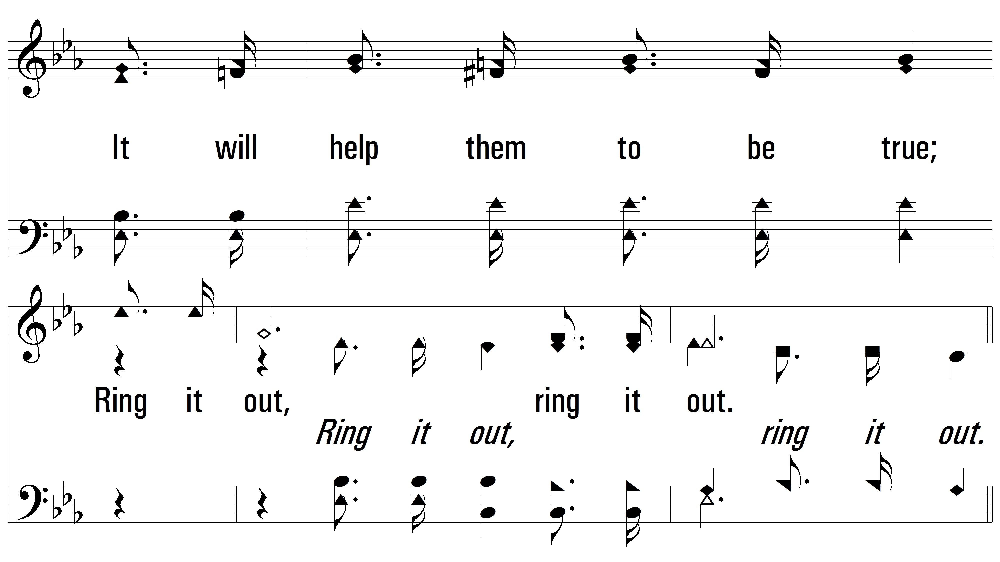 It will help them to be true;
Ring it out, ring it out.
Ring it out, ring it out.